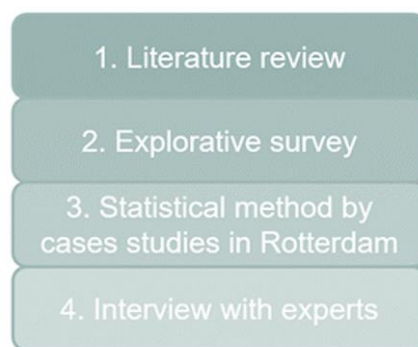 1. Literature review
2. Explorative survey
3. Statistical method by
cases studies in Rotterdam
4. Interview with experts